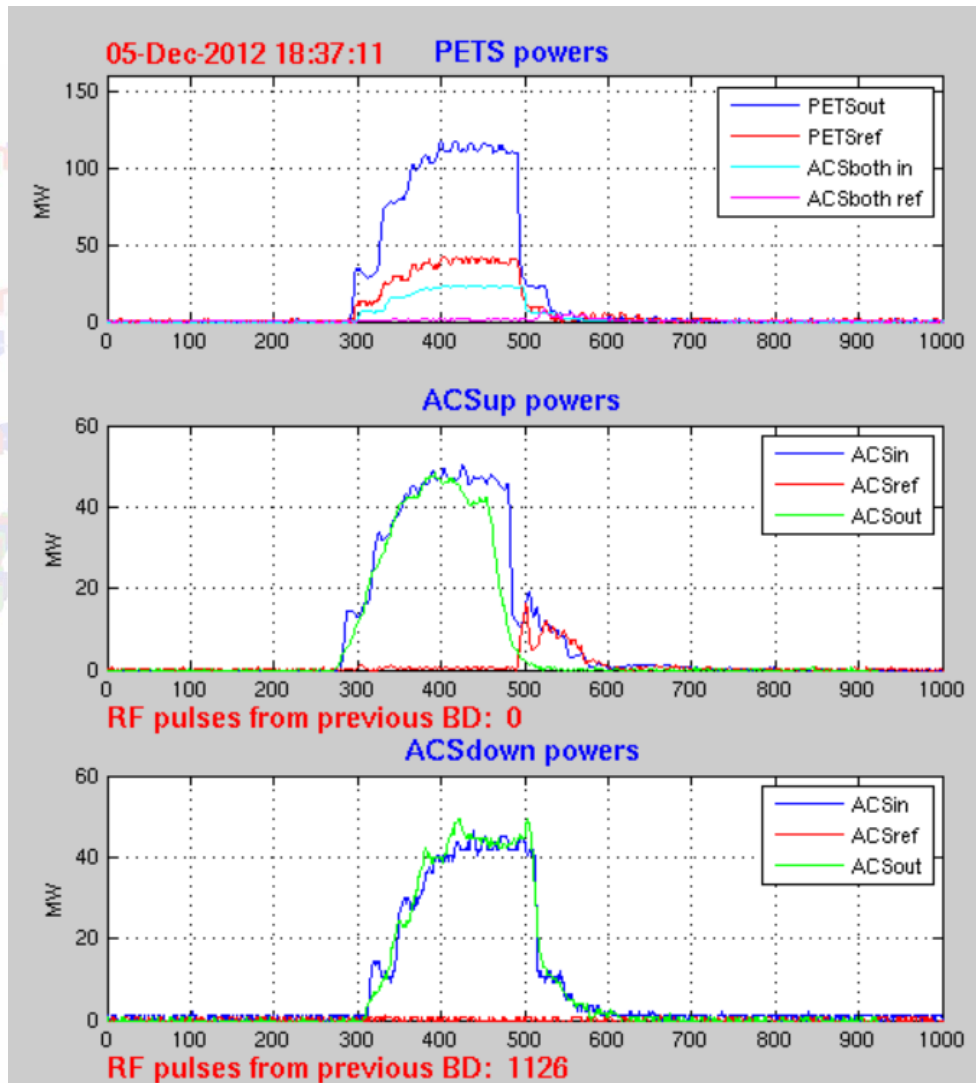 05-Dec-2012 18:37:11 PETS powers
150
100
50
0
MW
PETSout
PETSref
ACSboth in
ACSboth ref
0 100 200 300 400 500 600 700 800 900 1000
ACSup powers
60
40
20
0
MW
ACSin
ACSref
ACSout
0 100 200 300 400 500 600 700 800 900 1000
RF pulses from previous BD: 0
ACSdown powers
60
40
20
0
MW
ACSin
ACSref
ACSout
0 100 200 300 400 500 600 700 800 900 1000
RF pulses from previous BD: 1126